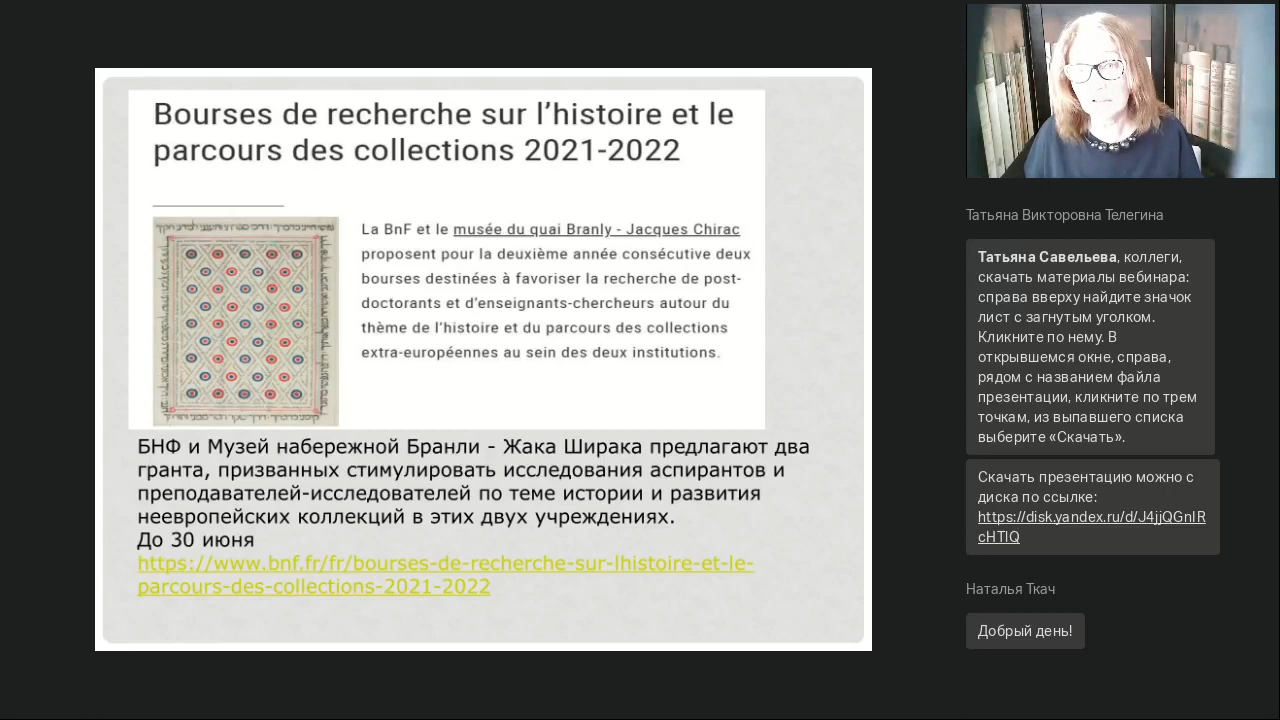 Bourses de recherche sur l’histoire et le
parcours des collections 2021-2022
La BnF et le musée du quai Branly - Jacques Chirac
proposent pour la deuxième année consécutive deux
bourses destinées à favoriser la recherche de post-
doctorants et d’enseignants-chercheurs autour du
thème de l’histoire et du parcours des collections
extra-européennes au sein des deux institutions.
БНФ и Музей набережной Бранли - Жака Ширака предлагают два
гранта, призванных стимулировать исследования аспирантов и
преподавателей-исследователей по теме истории и развития
неевропейских коллекций в этих двух учреждениях.
До 30 июня
https://www.bnf.fr/fr/bourses-de-recherche-sur-lhistoire-et-le-
parcours-des-collections-2021-2022
Татьяна Викторовна Телегина
Татьяна Савельева, коллеги,
скачать материалы вебинара:
справа вверху найдите значок
лист с загнутым уголком.
Кликните по нему. В
открывшемся окне, справа,
рядом с названием файла
презентации, кликните по трем
точкам, из выпавшего списка
выберите «Скачать».
Скачать презентацию можно с
диска по ссылке:
https://disk.yandex.ru/d/J4jjQGnIR
cHTIQ
Наталья Ткач
Добрый день!